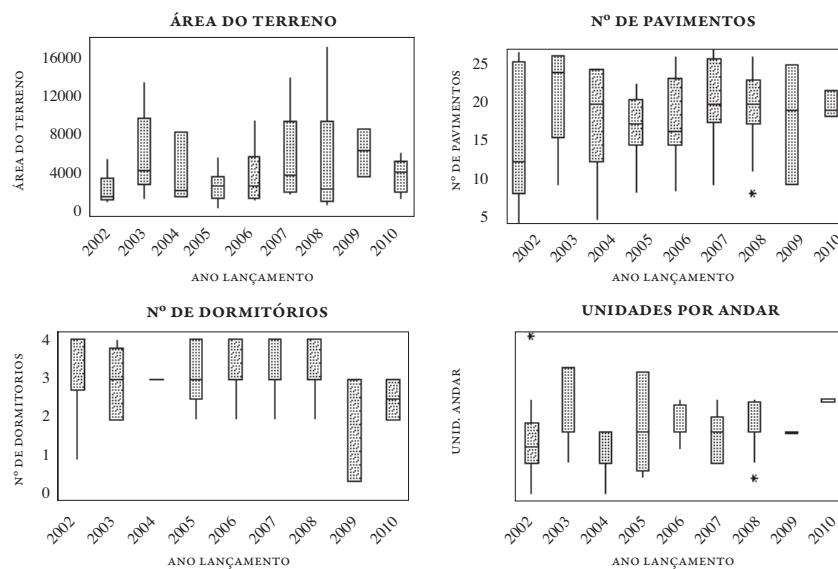 ÁREA DO TERRENO
ÁREA DO TERRENO
16000
12000
8000
4000
0
2002 2003 2004 2005 2006 2007 2008 2009 2010
ANO LANÇAMENTO
Nº DE PAVIMENTOS
Nº DE PAVIMENTOS
25
20
15
10
5
2002 2003 2004 2005 2006 2007 2008 2009 2010
ANO LANÇAMENTO
Nº DE DORMITÓRIOS
Nº DE DORMITORIOS
4
3
2
1
0
2002 2003 2004 2005 2006 2007 2008 2009 2010
ANO LANÇAMENTO
UNIDADES POR ANDAR
UNID. ANDAR
2002 2003 2004 2005 2006 2007 2008 2009 2010
ANO LANÇAMENTO